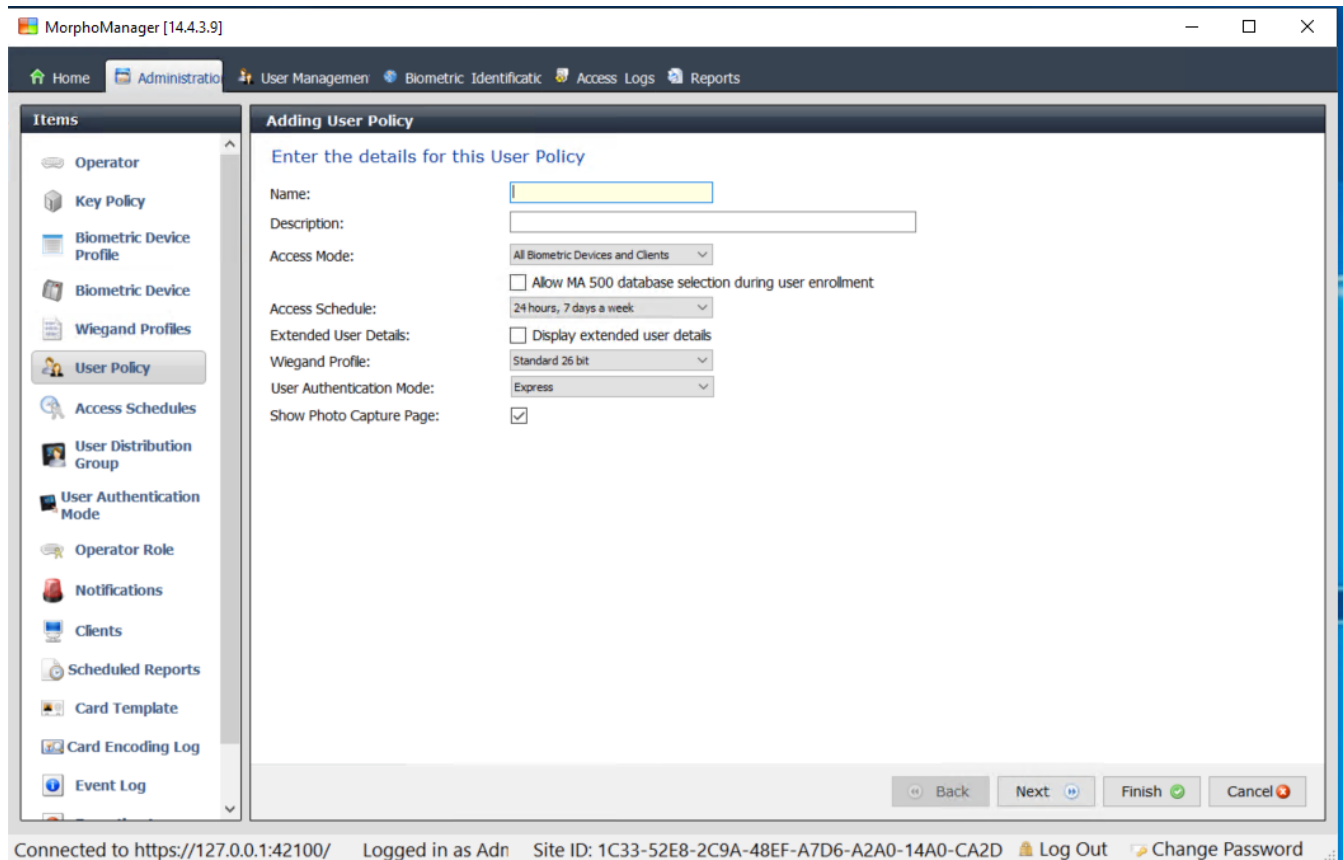 MorphoManager [14.4.3.9]
Home Administratio User Managemen Biometric Identificatic Access Logs Reports
Items
Operator
Key Policy
Biometric Device
Profile
Biometric Device
Wiegand Profiles
User Policy
Access Schedules
User Distribution
Group
User Authentication
Mode
Operator Role
Notifications
Clients
Scheduled Reports
Card Template
Card Encoding Log
Event Log
Adding User Policy
Enter the details for this User Policy
Name:
Description:
Access Mode: All Biometric Devices and Clients
Allow MA 500 database selection during user enrollment
Access Schedule: 24 hours, 7 days a week
Extended User Details: Display extended user details
Wiegand Profile: Standard 26 bit
User Authentication Mode: Express
Show Photo Capture Page:
Back Next Finish Cancel
Connected to https://127.0.0.1:42100/ Logged in as Adn Site ID: 1C33-52E8-2C9A-48EF-A7D6-A2A0-14A0-CA2D Log Out Change Password